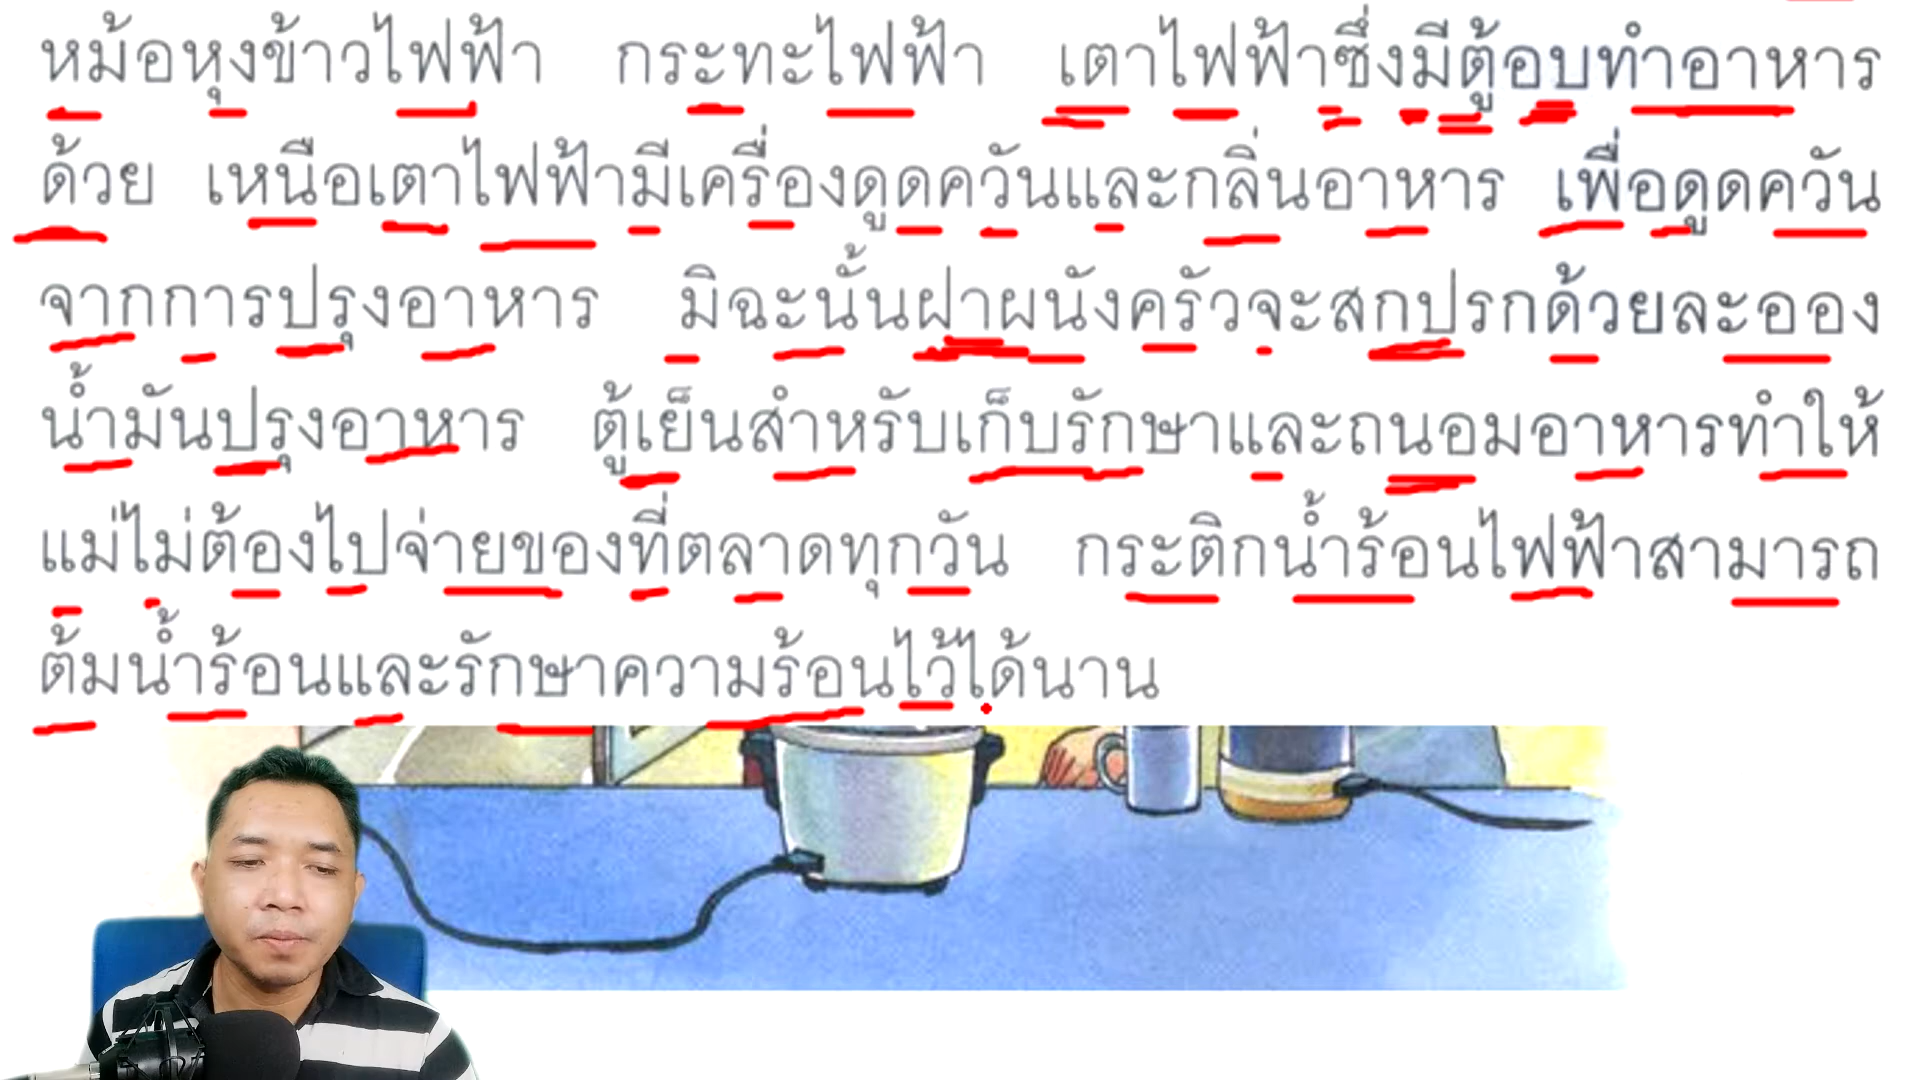 หม้อหุงข้าวไฟฟ้า กระทะไฟฟ้า เตาไฟฟ้าซึ่งมีตู้อบทำอาหาร
ด้วย เหนือเตาไฟฟ้ามีเครื่องดูดควันและกลิ่นอาหาร เพื่อดูดควัน
จากการปรุงอาหาร มิฉะนั้นฝาผนังครัวจะสกปรกด้วยละออง
น้ำมันปรุงอาหาร ตู้เย็นสำหรับเก็บรักษาและถนอมอาหารทำให้
แม่ไม่ต้องไปจ่ายของที่ตลาดทุกวัน กระติกน้ำร้อนไฟฟ้าสามารถ
ต้มน้ำร้อนและรักษาความร้อนไว้ได้นาน